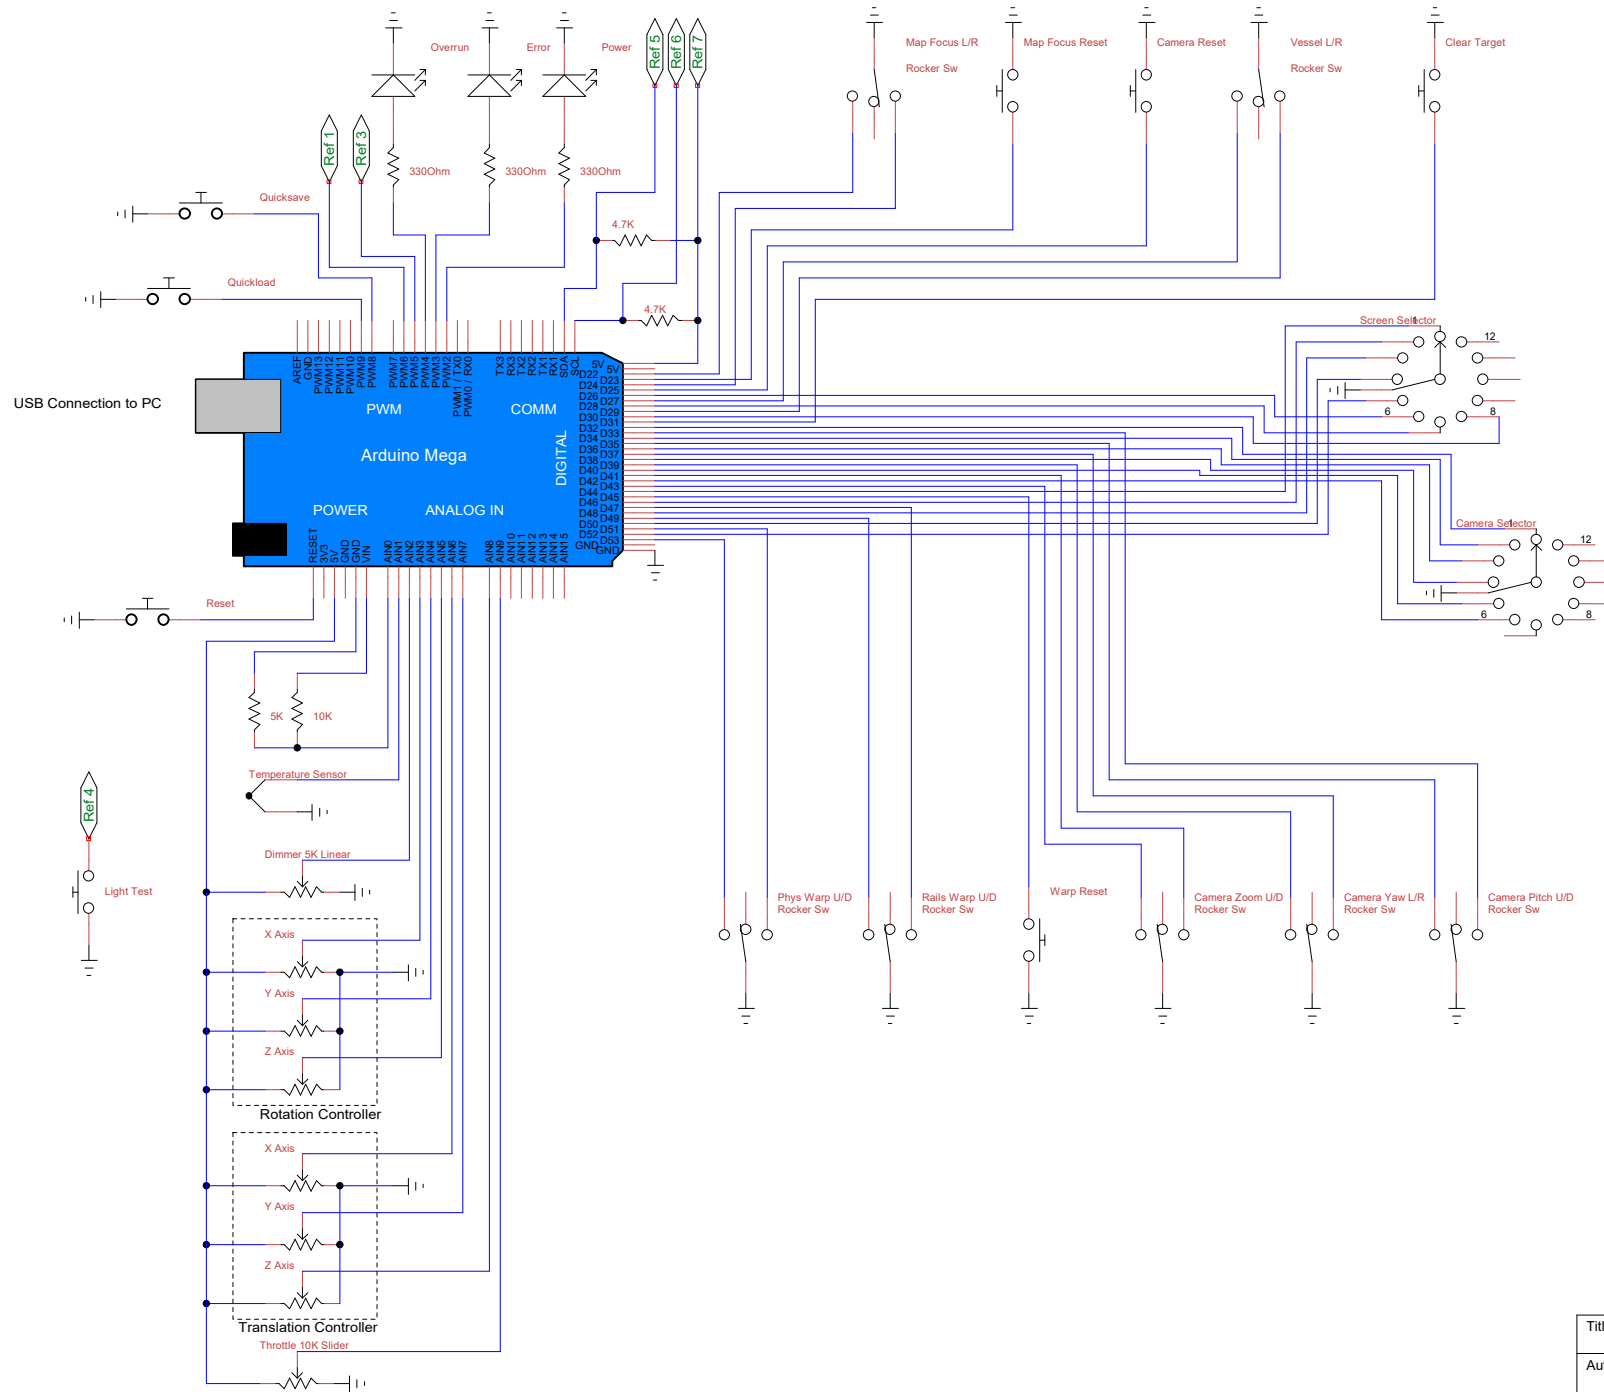 Overrun
Error
Power
Ref 5
Ref 6
Ref 7
Map Focus L/R
Rocker Sw
Map Focus Reset
Camera Reset
Vessel L/R
Rocker Sw
Clear Target
Ref 1
Ref 3
330Ohm
330Ohm
330Ohm
Quicksave
4.7K
Quickload
4.7K
Screen Selector
1
12
6
8
AREF
GND
PWM13
PWM12
PWM11
PWM10
PWM9
PWM8
PWM7
PWM6
PWM5
PWM4
PWM3
PWM2
PWM1 / TX0
PWM0 / RX0
TX3
RX3
TX2
RX2
TX1
RX1
SDA
SCL
5V
5V
D22
D23
D24
D25
D26
D27
D28
D29
D30
D31
D32
D33
D34
D35
D36
D37
D38
D39
D40
D41
D42
D43
D44
D45
D46
D47
D48
D49
D50
D51
D52
D53
GND
GND
USB Connection to PC
PWM
COMM
Arduino Mega
DIGITAL
POWER
ANALOG IN
RESET
3V3
5V
GND
GND
VIN
AIN0
AIN1
AIN2
AIN3
AIN4
AIN5
AIN6
AIN7
AIN8
AIN9
AIN10
AIN11
AIN12
AIN13
AIN14
AIN15
Camera Selector
1
12
6
8
Reset
5K
10K
Temperature Sensor
Ref 4
Light Test
Dimmer 5K Linear
X Axis
Y Axis
Z Axis
Rotation Controller
X Axis
Y Axis
Z Axis
Translation Controller
Throttle 10K Slider
Phys Warp U/D
Rocker Sw
Rails Warp U/D
Rocker Sw
Warp Reset
Camera Zoom U/D
Rocker Sw
Camera Yaw L/R
Rocker Sw
Camera Pitch U/D
Rocker Sw